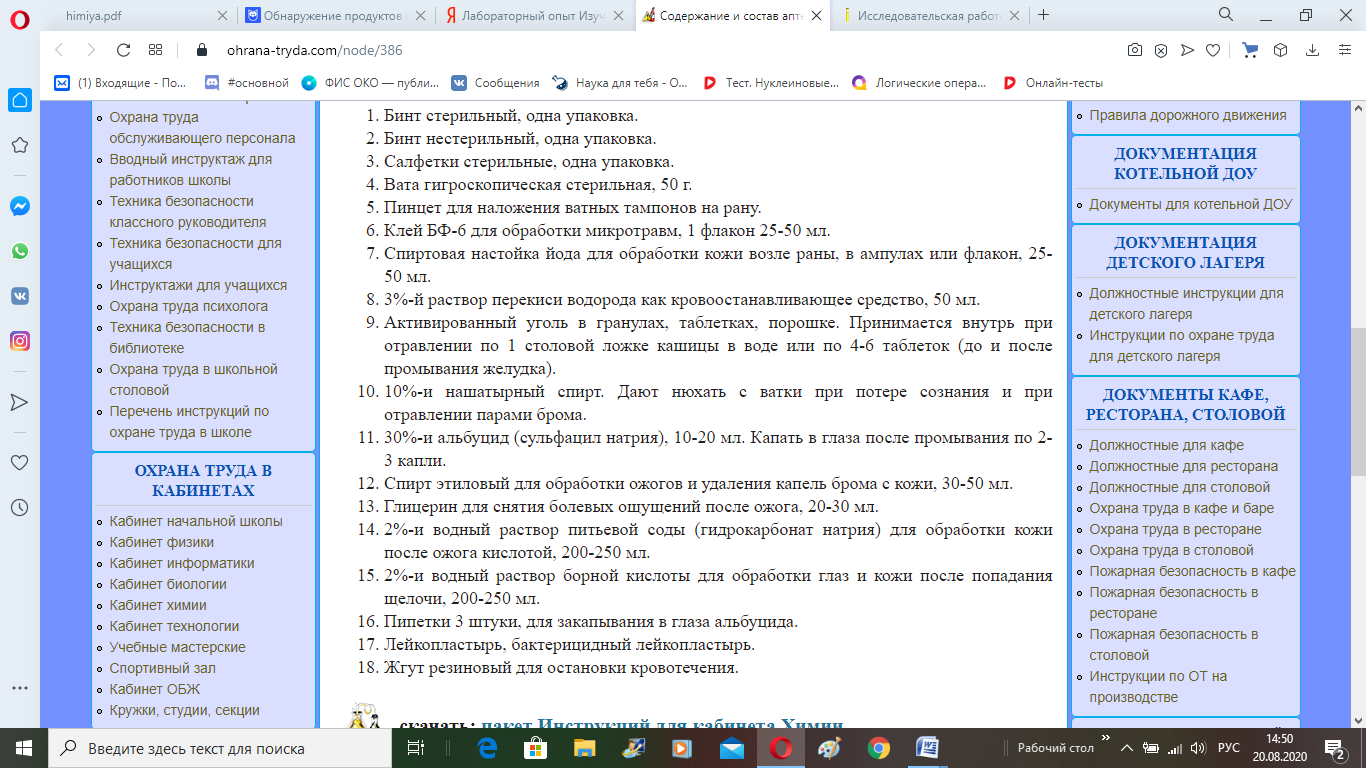 himiya.pdf
Обнаружение продуктов
Лабораторный опыт Изуч
Содержание и состав апте
Исследовательская работ
ohrana-tryda.com/node/386
(1) Входящие - По...
#основной
ФИС ОКО — публи...
Сообщения
Наука для тебя - О...
Тест. Нуклеиновые...
Логические опера...
Онлайн-тесты
Охрана труда
обслуживающего персонала
Вводный инструктаж для
работников школы
Техника безопасности
классного руководителя
Техника безопасности для
учащихся
Инструктажи для учащихся
Охрана труда психолога
Техника безопасности в
библиотеке
Охрана труда в школьной
столовой
Перечень инструкций по
охране труда в школе
ОХРАНА ТРУДА В
КАБИНЕТАХ
Кабинет начальной школы
Кабинет физики
Кабинет информатики
Кабинет биологии
Кабинет химии
Кабинет технологии
Учебные мастерские
Спортивный зал
Кабинет ОБЖ
Кружки, студии, секции
1. Бинт стерильный, одна упаковка.
2. Бинт нестерильный, одна упаковка.
3. Салфетки стерильные, одна упаковка.
4. Вата гигроскопическая стерильная, 50 г.
5. Пинцет для наложения ватных тампонов на рану.
6. Клей БФ-6 для обработки микротравм, 1 флакон 25-50 мл.
7. Спиртовая настойка йода для обработки кожи возле раны, в ампулах или флакон, 25-
50 мл.
8. 3%-й раствор перекиси водорода как кровоостанавливающее средство, 50 мл.
9. Активированный уголь в гранулах, таблетках, порошке. Принимается внутрь при
отравлении по 1 столовой ложке кашицы в воде или по 4-6 таблеток (до и после
промывания желудка).
10. 10%-и нашатырный спирт. Дают нюхать с ватки при потере сознания и при
отравлении парами брома.
11. 30%-и альбуцид (сульфацил натрия), 10-20 мл. Капать в глаза после промывания по 2-
3 капли.
12. Спирт этиловый для обработки ожогов и удаления капель брома с кожи, 30-50 мл.
13. Глицерин для снятия болевых ощущений после ожога, 20-30 мл.
14. 2%-и водный раствор питьевой соды (гидрокарбонат натрия) для обработки кожи
после ожога кислотой, 200-250 мл.
15. 2%-и водный раствор борной кислоты для обработки глаз и кожи после попадания
щелочи, 200-250 мл.
16. Пипетки 3 штуки, для закапывания в глаза альбуцида.
17. Лейкопластырь, бактерицидный лейкопластырь.
18. Жгут резиновый для остановки кровотечения.
скачать: пакет Инструкций для кабинета Химии
Правила дорожного движения
ДОКУМЕНТАЦИЯ
КОТЕЛЬНОЙ ДОУ
Документы для котельной ДОУ
ДОКУМЕНТАЦИЯ
ДЕТСКОГО ЛАГЕРЯ
Должностные инструкции для
детского лагеря
Инструкции по охране труда
для детского лагеря
ДОКУМЕНТЫ КАФЕ,
РЕСТОРАНА, СТОЛОВОЙ
Должностные для кафе
Должностные для ресторана
Должностные для столовой
Охрана труда в кафе и баре
Охрана труда в ресторане
Охрана труда в столовой
Пожарная безопасность в кафе
Пожарная безопасность в
ресторане
Пожарная безопасность в
столовой
Инструкции по ОТ на
производстве
Введите здесь текст для поиска
Рабочий стол
РУС
14:50
20.08.2020
2